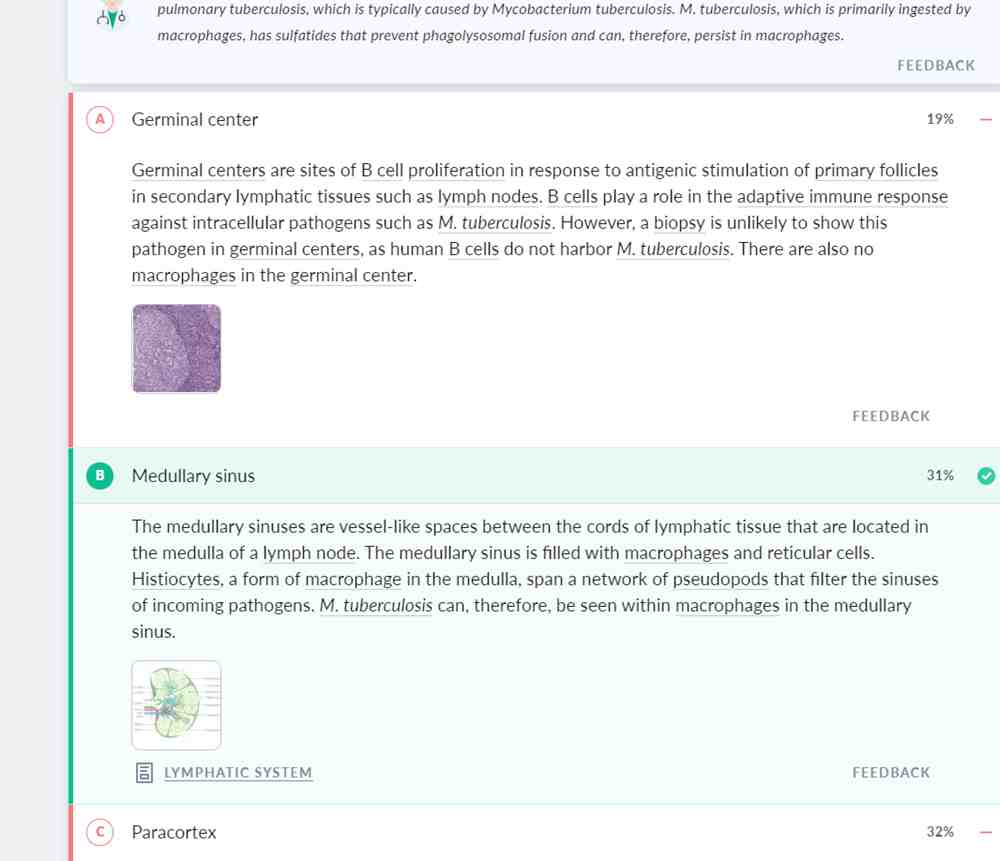 pulmonary tuberculosis, which is typically caused by Mycobacterium tuberculosis. M. tuberculosis, which is primarily ingested by
macrophages, has sulfatides that prevent phagolysosomal fusion and can, therefore, persist in macrophages.
FEEDBACK
A Germinal center 19%
Germinal centers are sites of B cell proliferation in response to antigenic stimulation of primary follicles
in secondary lymphatic tissues such as lymph nodes. B cells play a role in the adaptive immune response
against intracellular pathogens such as M. tuberculosis. However, a biopsy is unlikely to show this
pathogen in germinal centers, as human B cells do not harbor M. tuberculosis. There are also no
macrophages in the germinal center.
FEEDBACK
B Medullary sinus 31%
The medullary sinuses are vessel-like spaces between the cords of lymphatic tissue that are located in
the medulla of a lymph node. The medullary sinus is filled with macrophages and reticular cells.
Histiocytes, a form of macrophage in the medulla, span a network of pseudopods that filter the sinuses
of incoming pathogens. M. tuberculosis can, therefore, be seen within macrophages in the medullary
sinus.
LYMPHATIC SYSTEM FEEDBACK
C Paracortex 32%